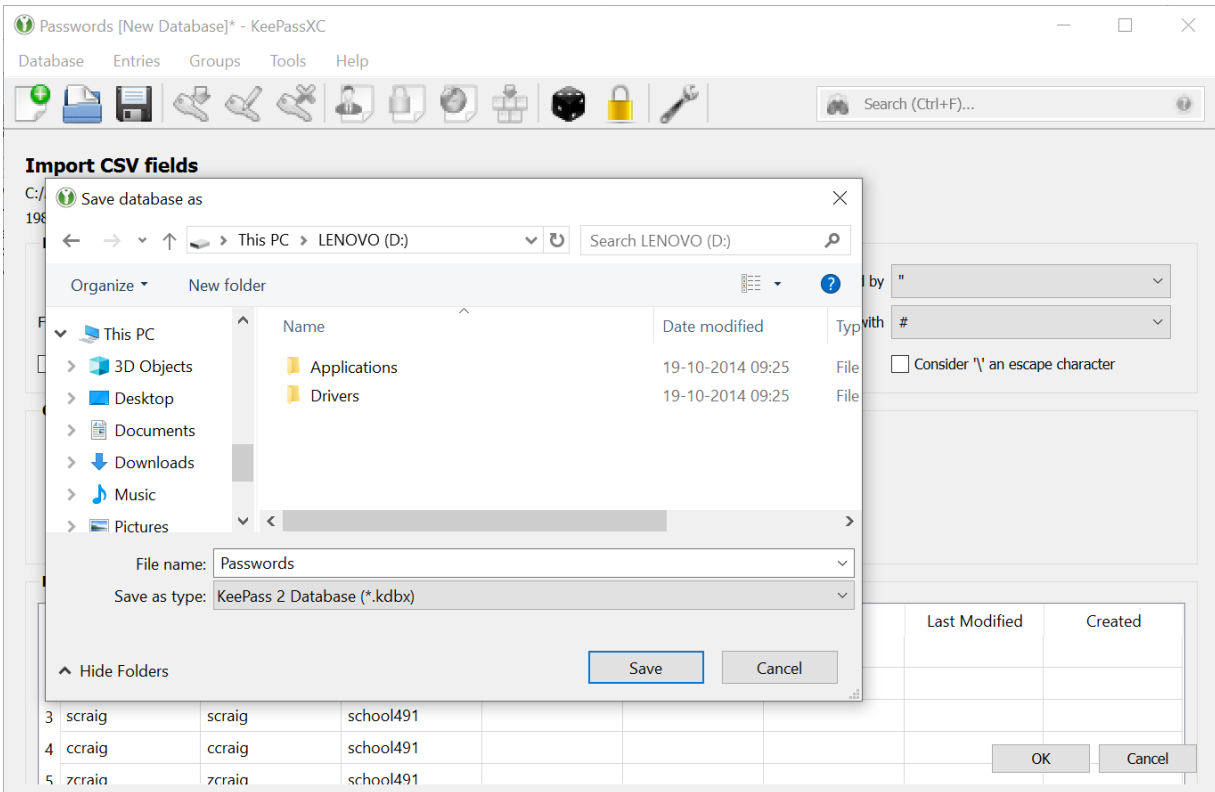 Passwords [New Database]* - KeePassXC
Database Entries Groups Tools Help
Search (Ctrl+F)...
Import CSV fields
C:/
198
Save database as
This PC > LENOVO (D:)
Search LENOVO (D:)
Organize New folder
by "
with #
Consider '\' an escape character
This PC
3D Objects
Desktop
Documents
Downloads
Music
Pictures
Name Date modified Typ
Applications 19-10-2014 09:25 File
Drivers 19-10-2014 09:25 File
File name: Passwords
Save as type: KeePass 2 Database (*.kdbx)
Hide Folders
Save Cancel
Last Modified Created
3 scraig scraig school491
4 ccraig ccraig school491
5 zcraig zcraig school491
OK Cancel